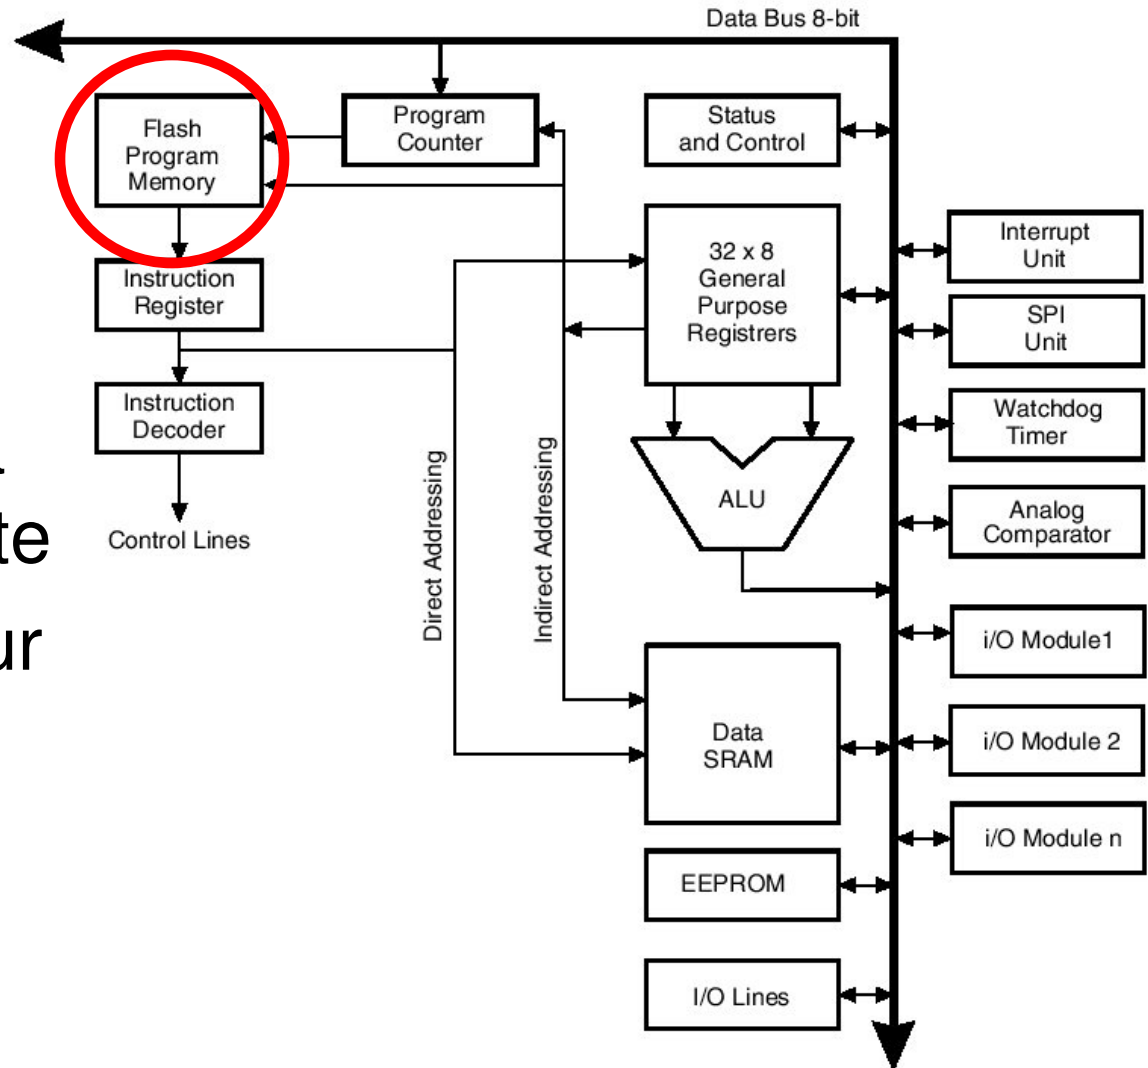 Data Bus 8-bit
Flash
Program
Memory
Program
Counter
Status
and Control
Instruction
Register
32 x 8
General
Purpose
Registrers
Interrupt
Unit
SPI
Unit
Instruction
Decoder
Watchdog
Timer
Control Lines
Direct Addressing
Indirect Addressing
ALU
Analog
Comparator
te
ur
i/O Module1
Data
SRAM
i/O Module 2
i/O Module n
EEPROM
I/O Lines